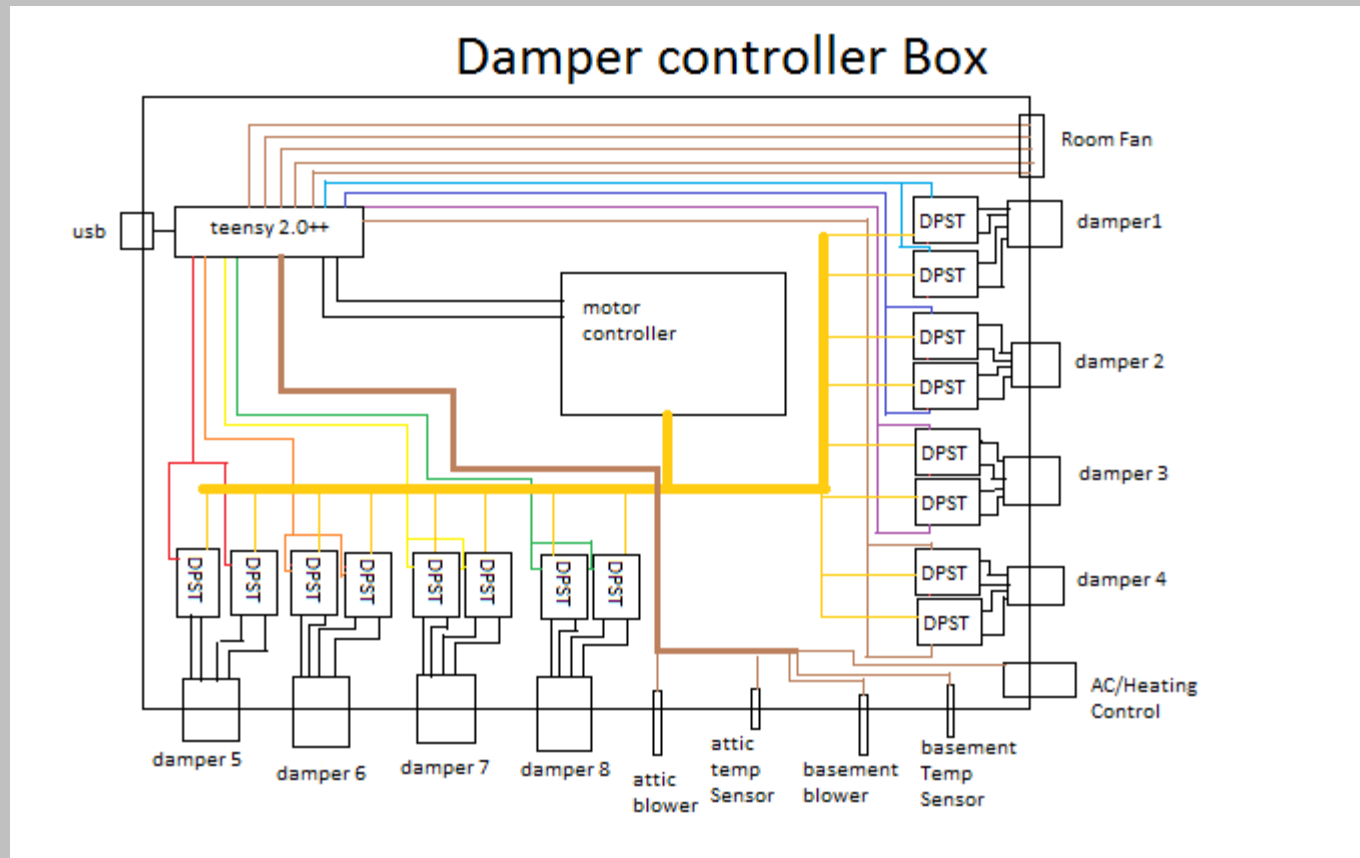 Damper controller Box
Room Fan
usb
teensy 2.0++
DPST
damper1
DPST
motor
controller
DPST
damper 2
DPST
DPST
damper 3
DPST
DPST
damper 4
DPST
DPST
DPST
DPST
DPST
DPST
DPST
DPST
DPST
AC/Heating
Control
damper 5
damper 6
damper 7
damper 8
attic
blower
attic
temp
Sensor
basement
blower
basement
Temp
Sensor